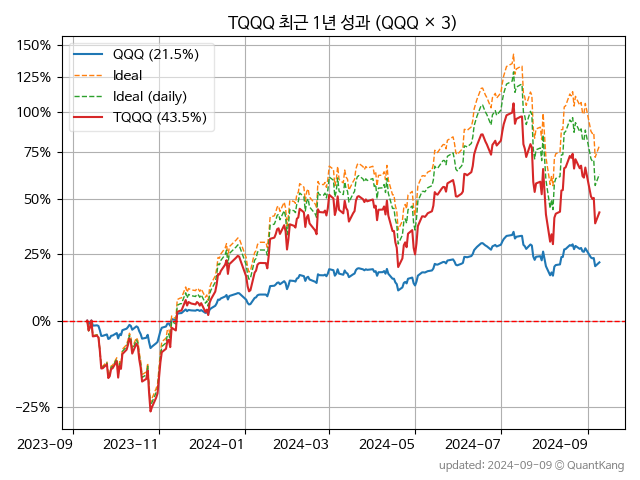 TQQQ 최근 1년 성과 (QQQ × 3)
150%
125%
100%
75%
50%
25%
0%
-25%
QQQ (21.5%)
Ideal
Ideal (daily)
TQQQ (43.5%)
2023-09
2023-11
2024-01
2024-03
2024-05
2024-07
2024-09
updated: 2024-09-09 © QuantKang